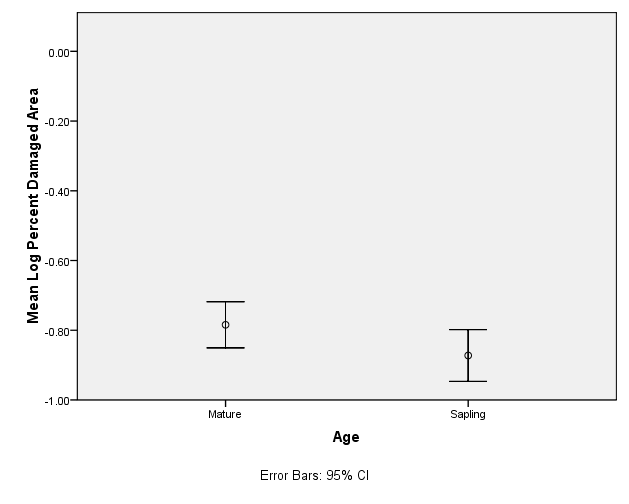 Mean Log Percent Damaged Area
0.00
-0.20
-0.40
-0.60
-0.80
-1.00
Mature
Sapling
Age
Error Bars: 95% CI